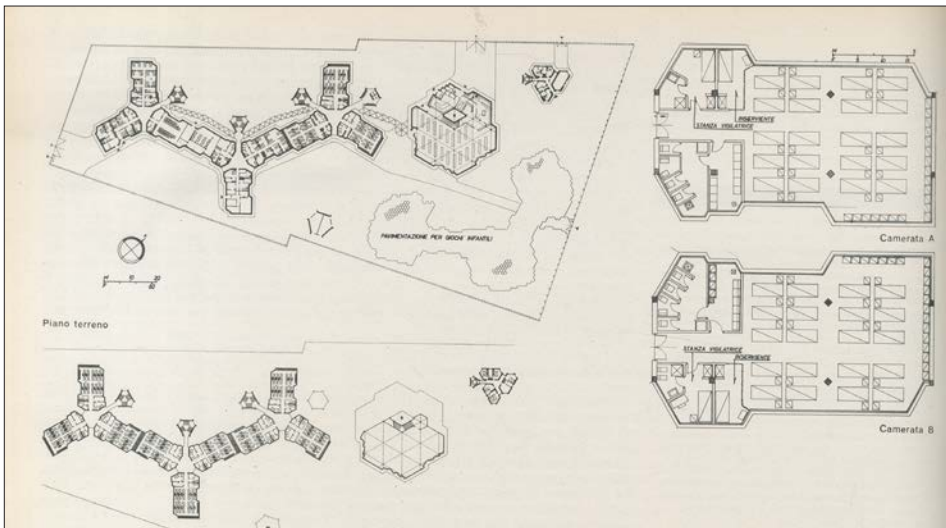 PAVIMENTAZIONE PER GIOCHI INFANTILI
Piano terreno
INSERVIENTE
STANZA VIGILATRICE
Camerata A
STANZA VIGILATRICE
INSERVIENTE
Camerata B